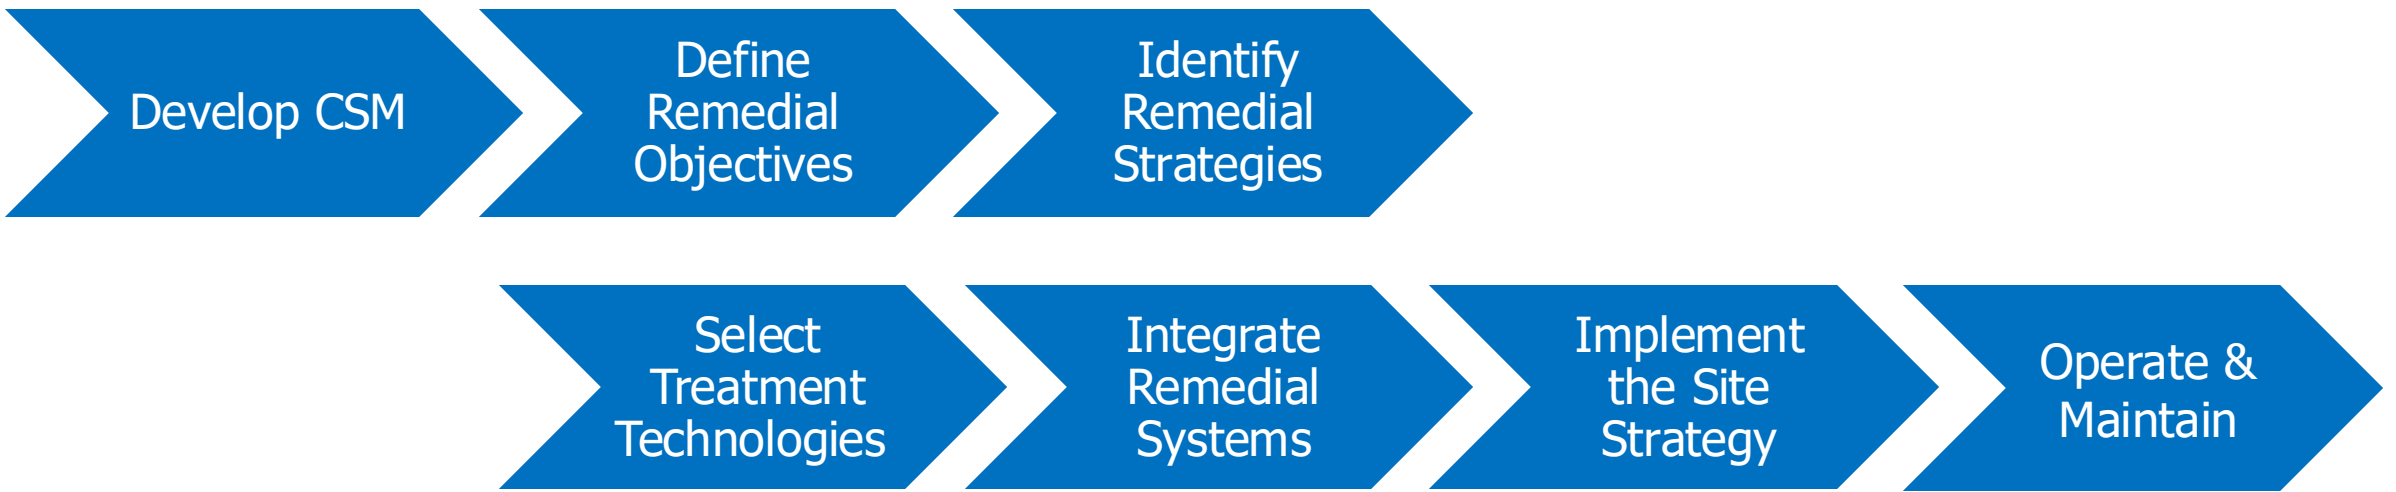 Develop CSM
Define
Remedial
Objectives
Identify
Remedial
Strategies
Select
Treatment
Technologies
Integrate
Remedial
Systems
Implement
the Site
Strategy
Operate &
Maintain